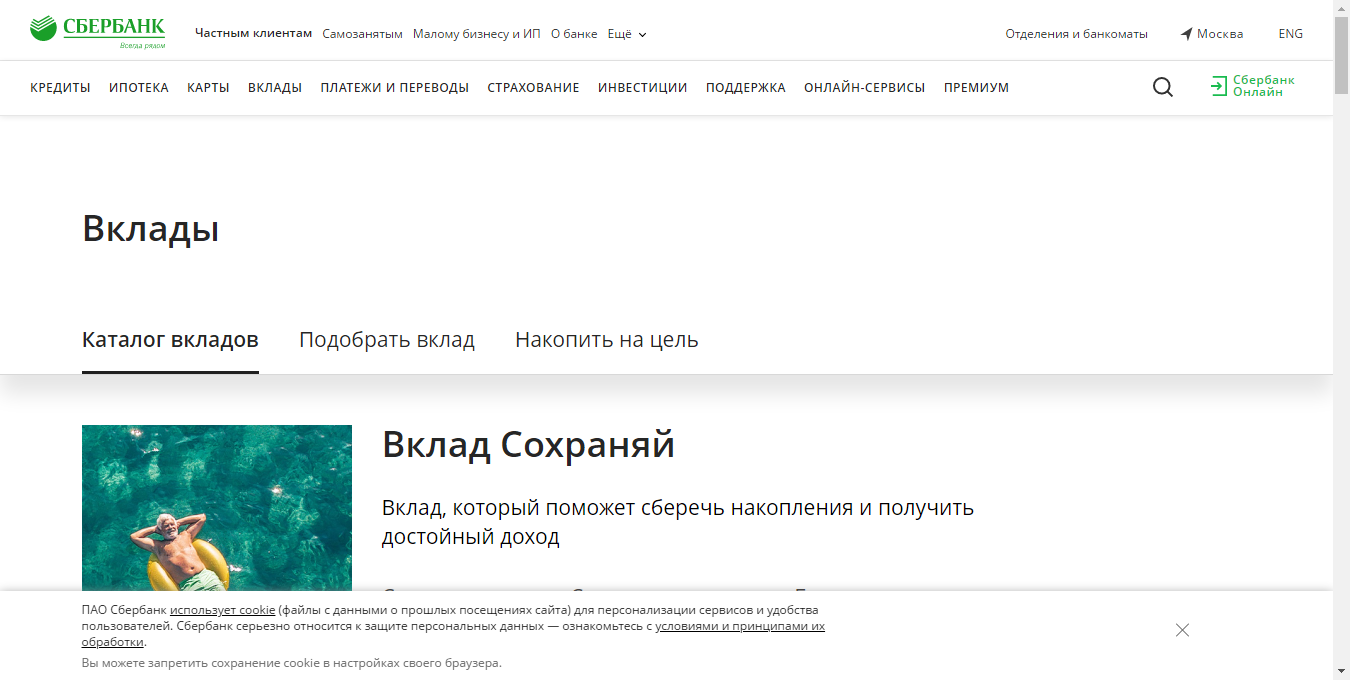 СБЕРБАНК
Всегда рядом
Частным клиентам Самозанятым Малому бизнесу и ИП О банке Ещё
Отделения и банкоматы Москва ENG
КРЕДИТЫ ИПОТЕКА КАРТЫ ВКЛАДЫ ПЛАТЕЖИ И ПЕРЕВОДЫ СТРАХОВАНИЕ ИНВЕСТИЦИИ ПОДДЕРЖКА ОНЛАЙН-СЕРВИСЫ ПРЕМИУМ
Сбербанк
Онлайн
Вклады
Каталог вкладов Подобрать вклад Накопить на цель
Вклад Сохраняй
Вклад, который поможет сберечь накопления и получить
достойный доход
ПАО Сбербанк использует cookie (файлы с данными о прошлых посещениях сайта) для персонализации сервисов и удобства
пользователей. Сбербанк серьезно относится к защите персональных данных — ознакомьтесь с условиями и принципами их
обработки.
Вы можете запретить сохранение cookie в настройках своего браузера.